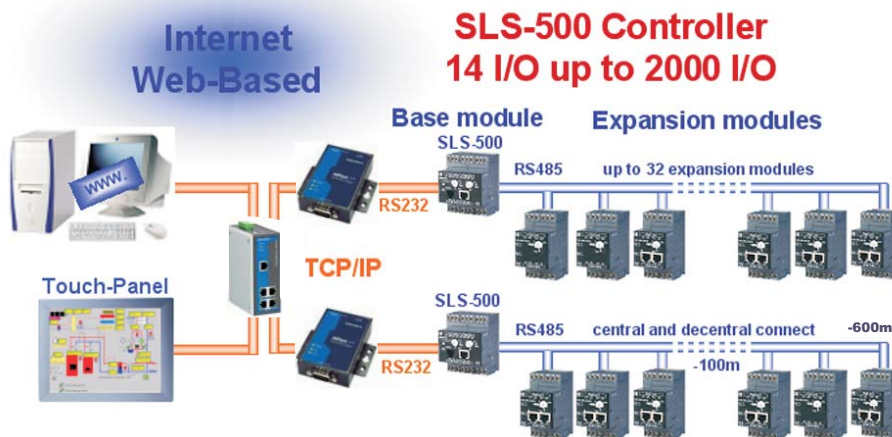 Internet
Web-Based
SLS-500 Controller
14 I/O up to 2000 I/O
Base module
Expansion modules
SLS-500
RS485
up to 32 expansion modules
www.
RS232
TCP/IP
Touch-Panel
SLS-500
RS485
central and decentral connect
-600m
RS232
-100m